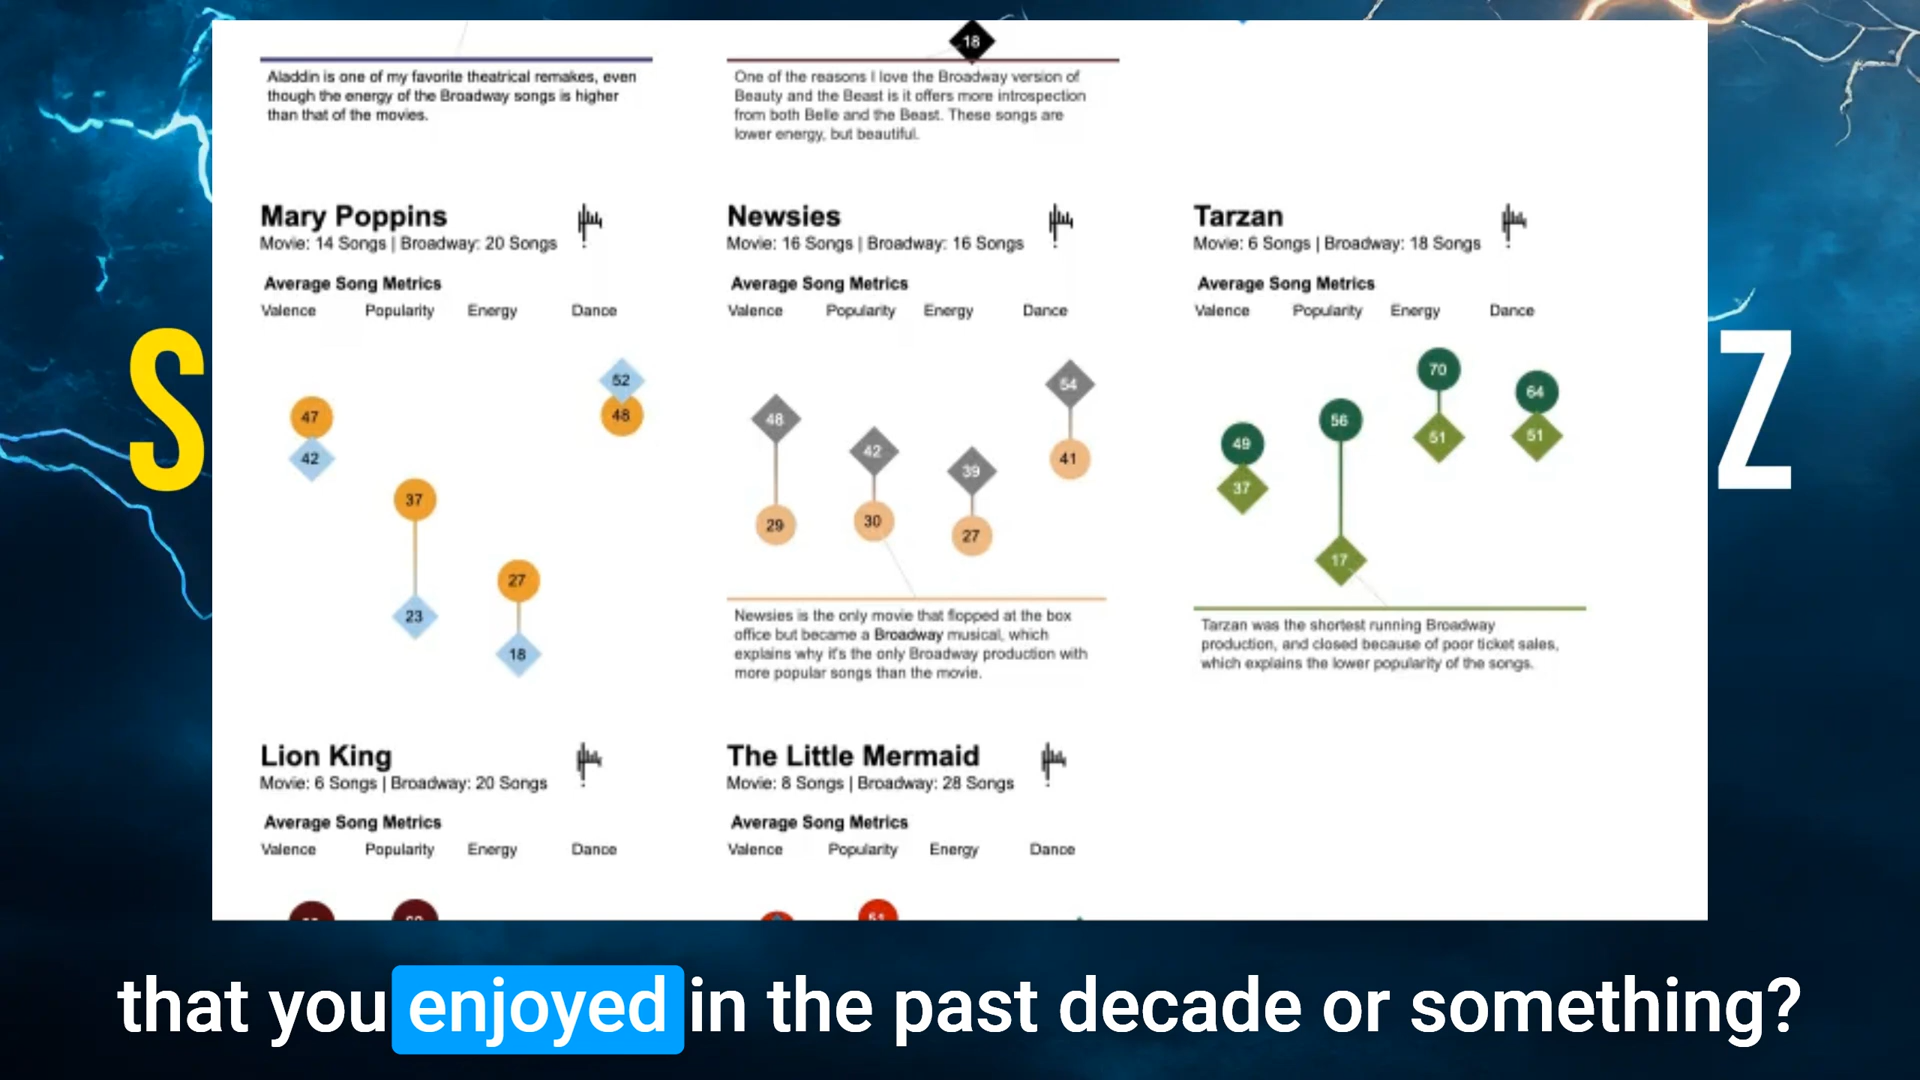 18
Aladdin is one of my favorite theatrical remakes, even
though the energy of the Broadway songs is higher
than that of the movies.
One of the reasons I love the Broadway version of
Beauty and the Beast is it offers more introspection
from both Belle and the Beast. These songs are
lower energy, but beautiful.
Mary Poppins
Movie: 14 Songs | Broadway: 20 Songs
Average Song Metrics
Valence Popularity Energy Dance
52
47
48
42
37
27
23
18
Newsies
Movie: 16 Songs | Broadway: 16 Songs
Average Song Metrics
Valence Popularity Energy Dance
54
48
42
41
39
29
30
27
Newsies is the only movie that flopped at the box
office but became a Broadway musical, which
explains why it's the only Broadway production with
more popular songs than the movie.
Tarzan
Movie: 6 Songs | Broadway: 18 Songs
Average Song Metrics
Valence Popularity Energy Dance
70
64
56
49
51
51
37
17
Tarzan was the shortest running Broadway
production, and closed because of poor ticket sales,
which explains the lower popularity of the songs.
S
Z
Lion King
Movie: 6 Songs | Broadway: 20 Songs
Average Song Metrics
Valence Popularity Energy Dance
The Little Mermaid
Movie: 8 Songs | Broadway: 28 Songs
Average Song Metrics
Valence Popularity Energy Dance
51
that you enjoyed in the past decade or something?